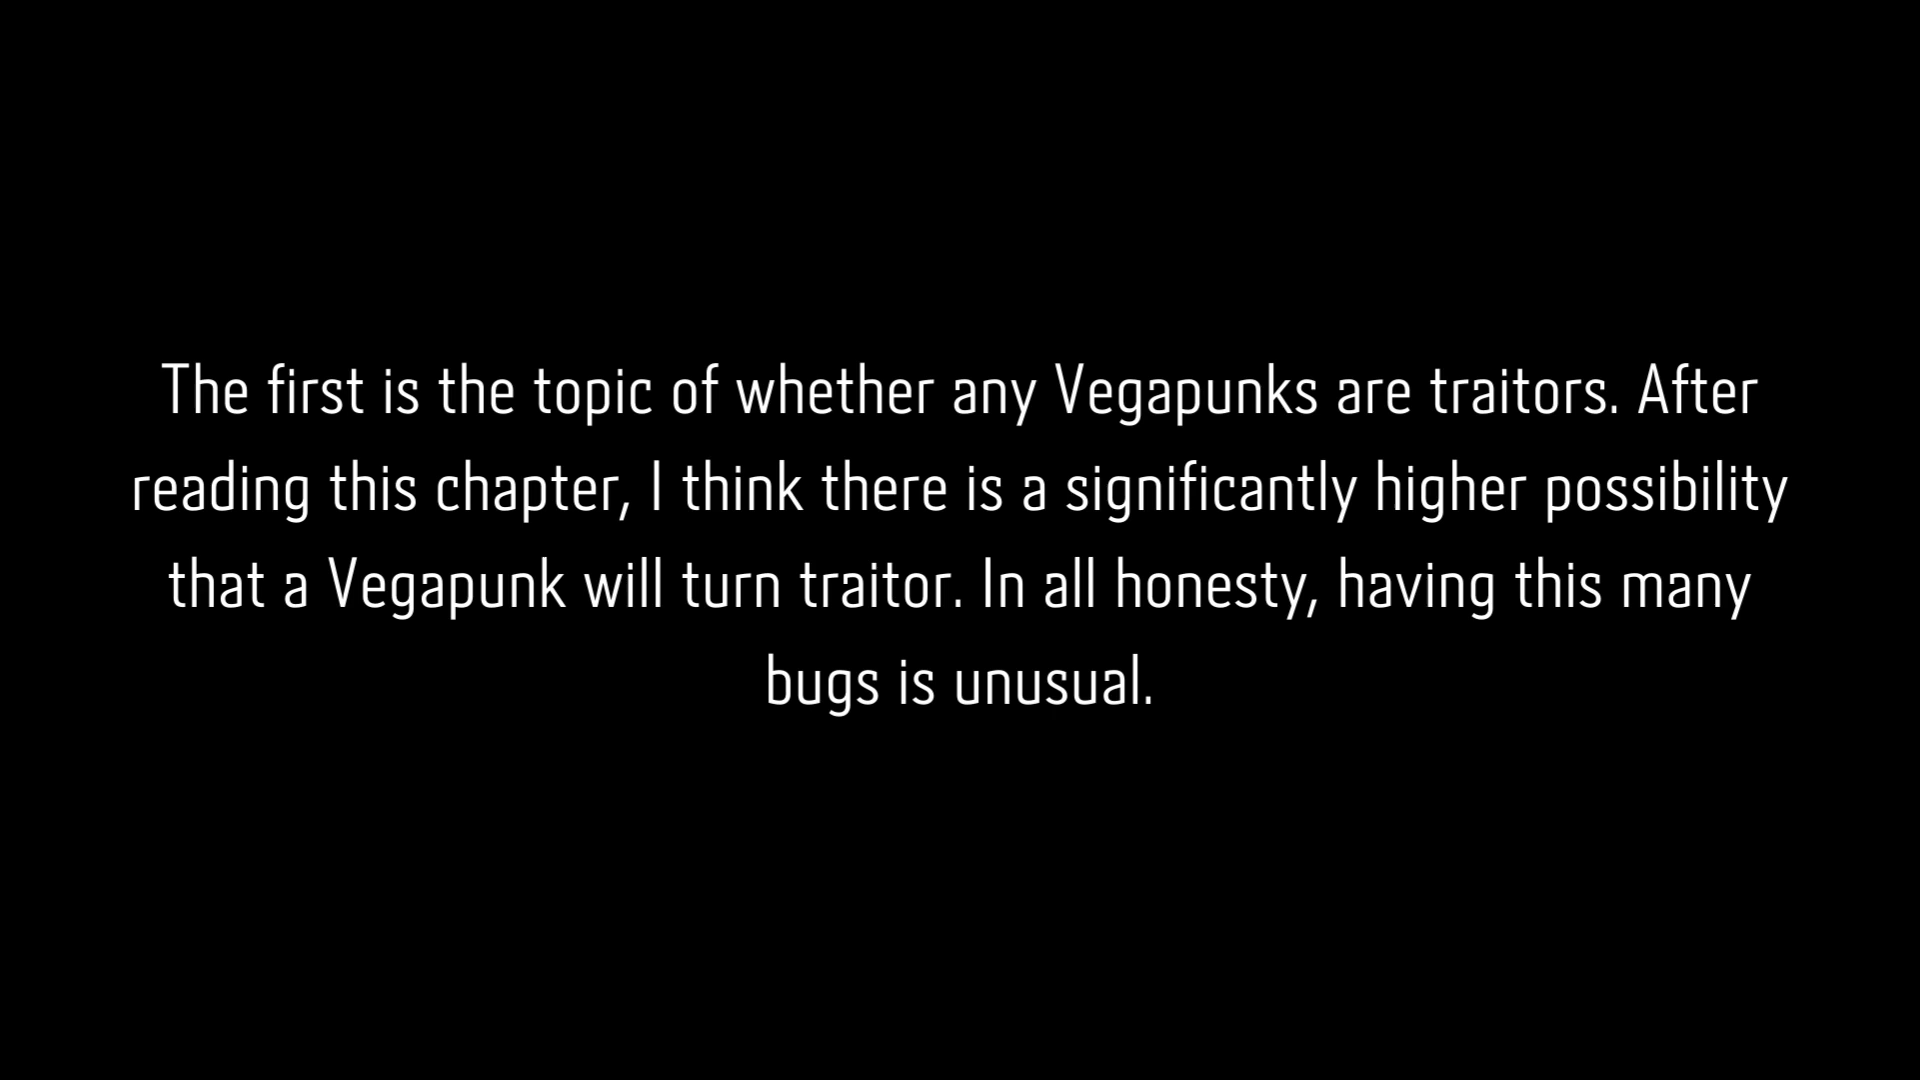 The first is the topic of whether any Vegapunks are traitors. After
reading this chapter, I think there is a significantly higher possibility
that a Vegapunk will turn traitor. In all honesty, having this many
bugs is unusual.